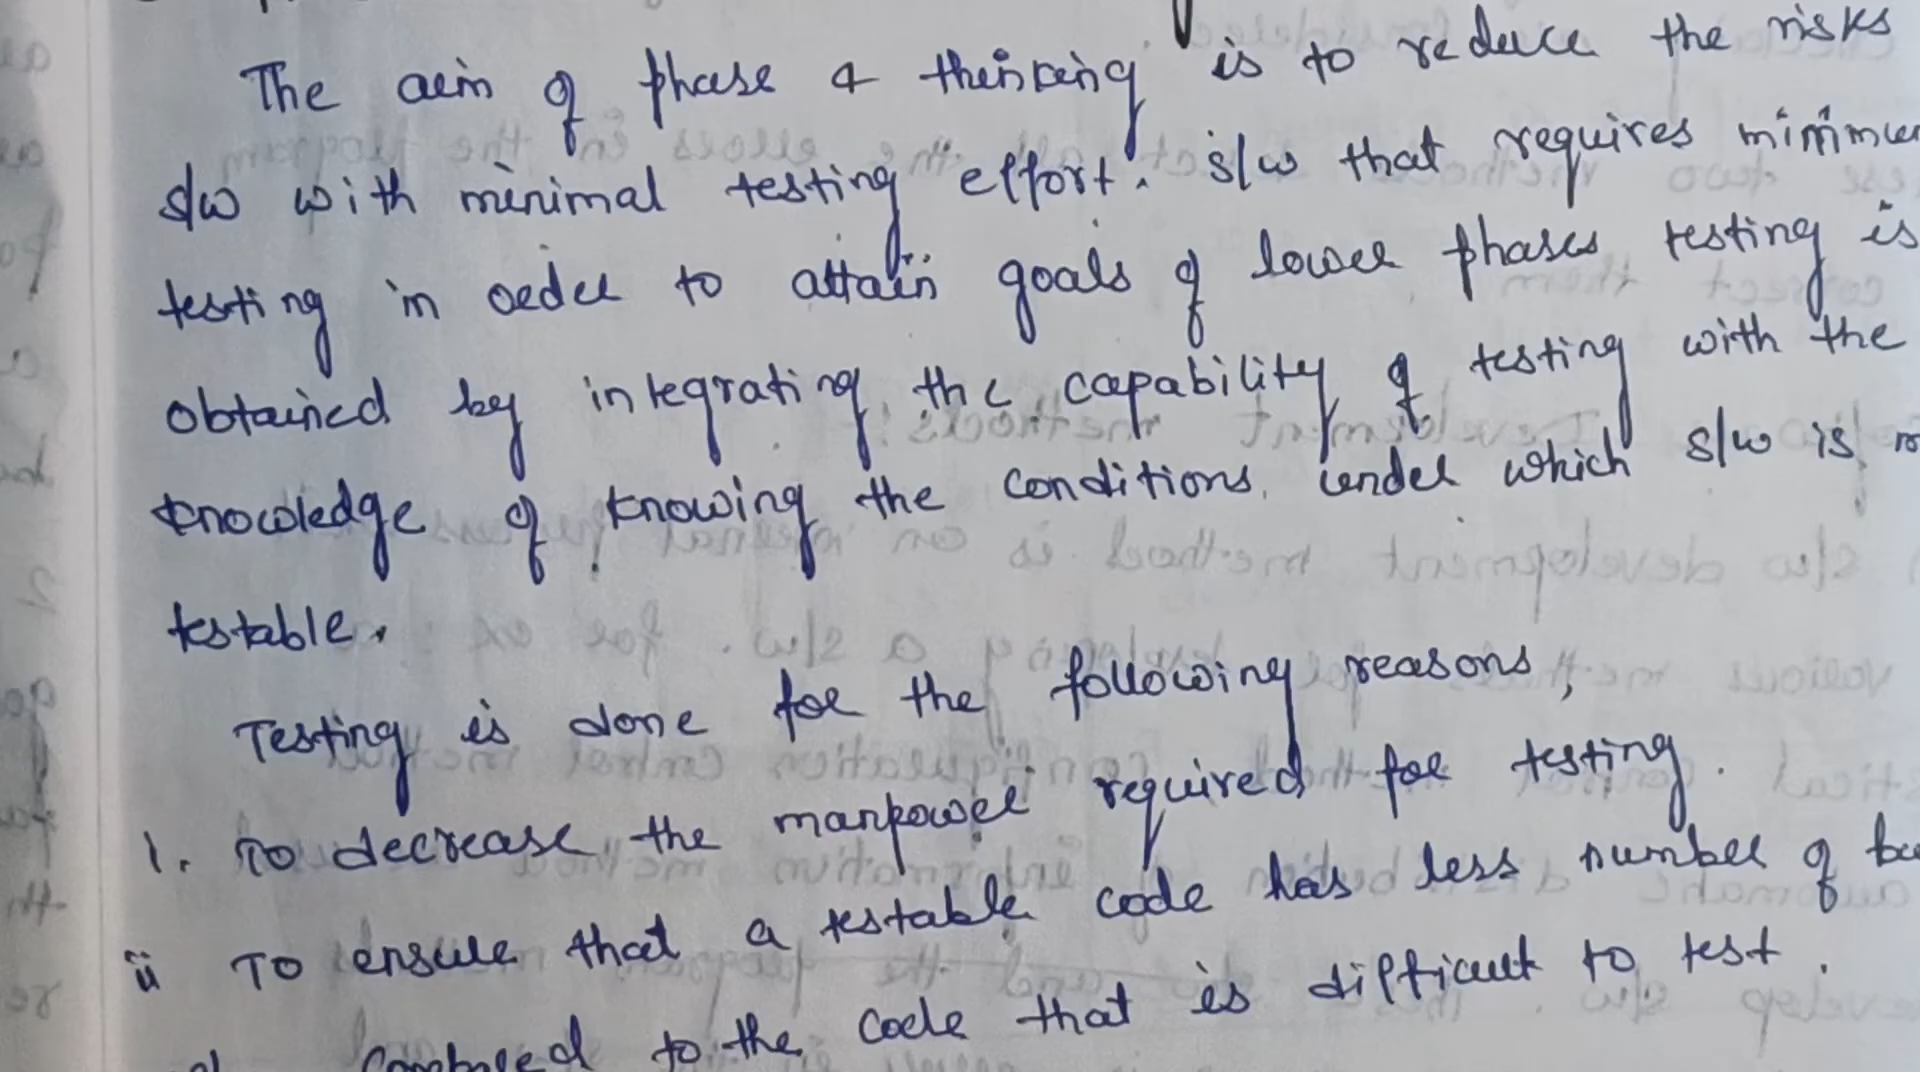 The aim of phase 4 thinking is to reduce the risks
s/w with minimal testing effort. s/w that requires
testing in order to attain goals of lower phases testing is
obtained by integrating the capability of testing with the
knowledge of knowing the conditions, under which s/w is
testable.
Testing is done for the following reasons,
1. To decrease the manpower required for testing.
ii To ensure that a testable code has less number of
compared to the code that is difficult to test.